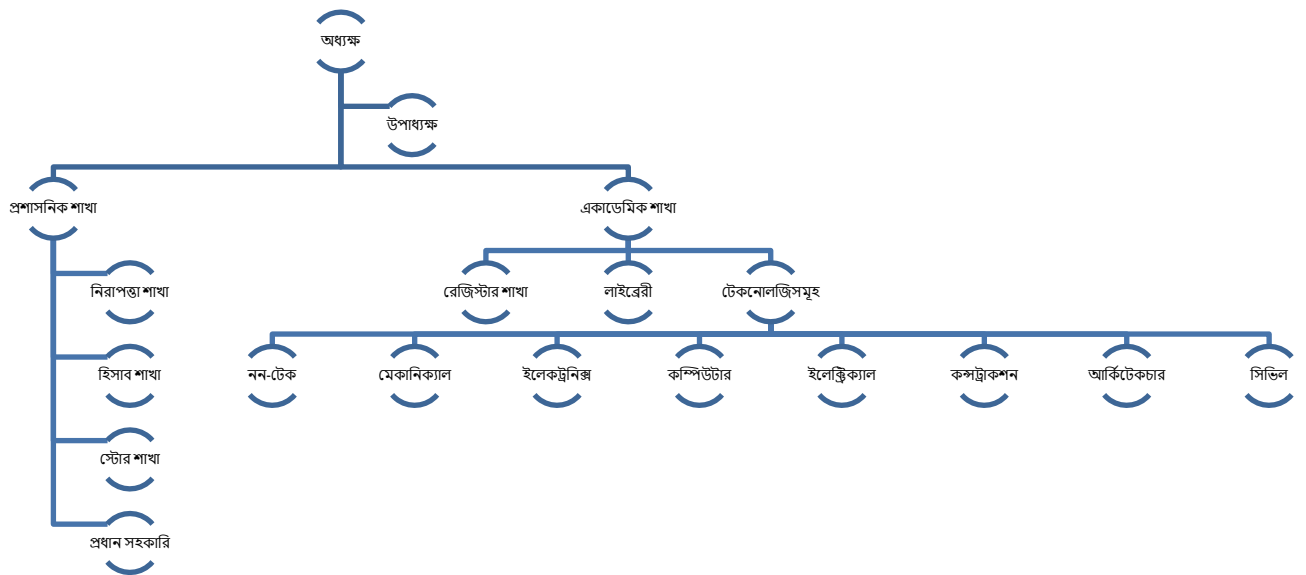 অধ্যক্ষ
উপাধ্যক্ষ
প্রশাসনিক শাখা
একাডেমিক শাখা
নিরাপত্তা শাখা
রেজিস্টার শাখা
লাইব্রেরী
টেকনোলজিসমূহ
হিসাব শাখা
নন-টেক
মেকানিক্যাল
ইলেকট্রনিক্স
কম্পিউটার
ইলেক্ট্রিক্যাল
কন্সট্রাকশন
আর্কিটেকচার
সিভিল
স্টোর শাখা
প্রধান সহকারি